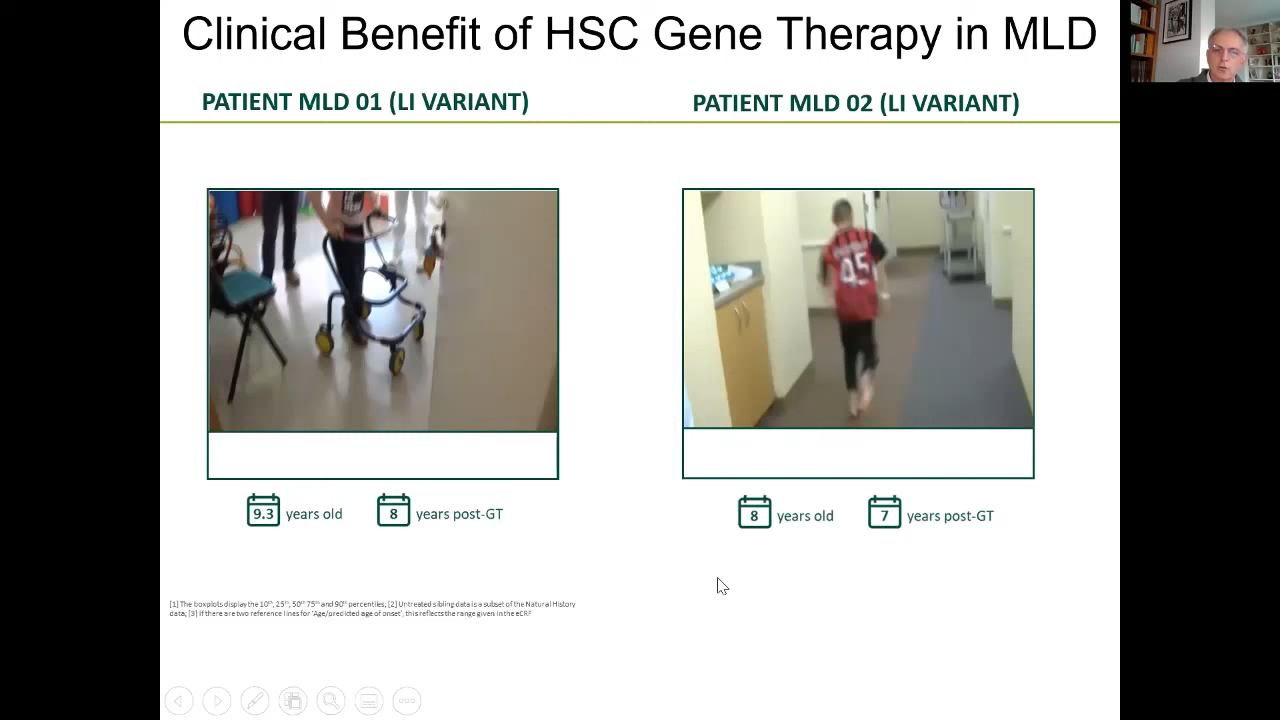 Clinical Benefit of HSC Gene Therapy in MLD
PATIENT MLD 01 (LI VARIANT)
PATIENT MLD 02 (LI VARIANT)
45
9.3 years old
8 years post-GT
8 years old
7 years post-GT
[1] The boxplots display the 10th, 25th, 50th 75th and 90th percentiles; [2] Untreated sibling data is a subset of the Natural History
data; [3] If there are two reference lines for 'Age/predicted age of onset', this reflects the range given in the eCRF